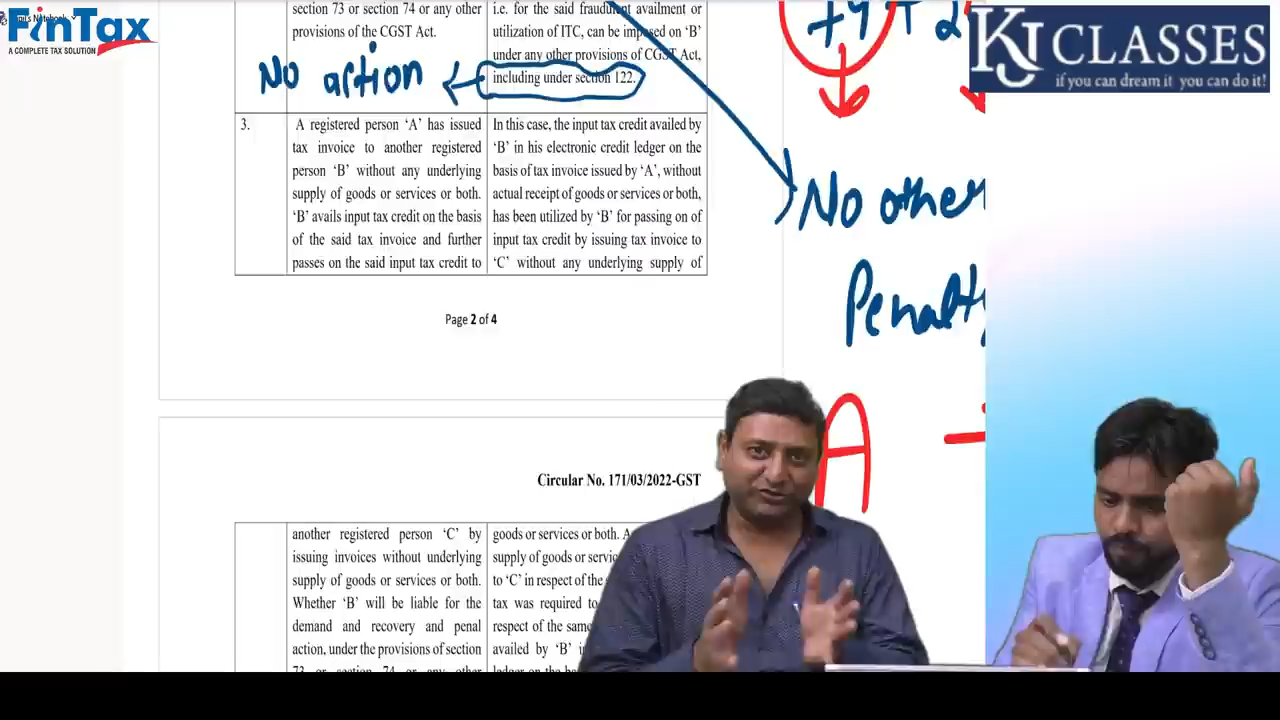 FinTax
A COMPLETE TAX SOLUTION
KJ CLASSES
if you can dream it you can do it!
section 73 or section 74 or any other
provisions of the CGST Act.
i.e. for the said fraudulent availment or
utilization of ITC, can be imposed on ‘B’
under any other provisions of CGST Act,
including under section 122.
No action
3.
A registered person ‘A’ has issued
tax invoice to another registered
person ‘B’ without any underlying
supply of goods or services or both.
‘B’ avails input tax credit on the basis
of the said tax invoice and further
passes on the said input tax credit to
In this case, the input tax credit availed by
‘B’ in his electronic credit ledger on the
basis of tax invoice issued by ‘A’, without
actual receipt of goods or services or both,
has been utilized by ‘B’ for passing on of
input tax credit by issuing tax invoice to
‘C’ without any underlying supply of
No other
Penalt
Page 2 of 4
A
Circular No. 171/03/2022-GST
another registered person ‘C’ by
issuing invoices without underlying
supply of goods or services or both.
Whether ‘B’ will be liable for the
demand and recovery and penal
action, under the provisions of section
73 or section 74 or any other
goods or services or both. A
supply of goods or servic
to ‘C’ in respect of the
tax was required to
respect of the same
availed by ‘B’ i